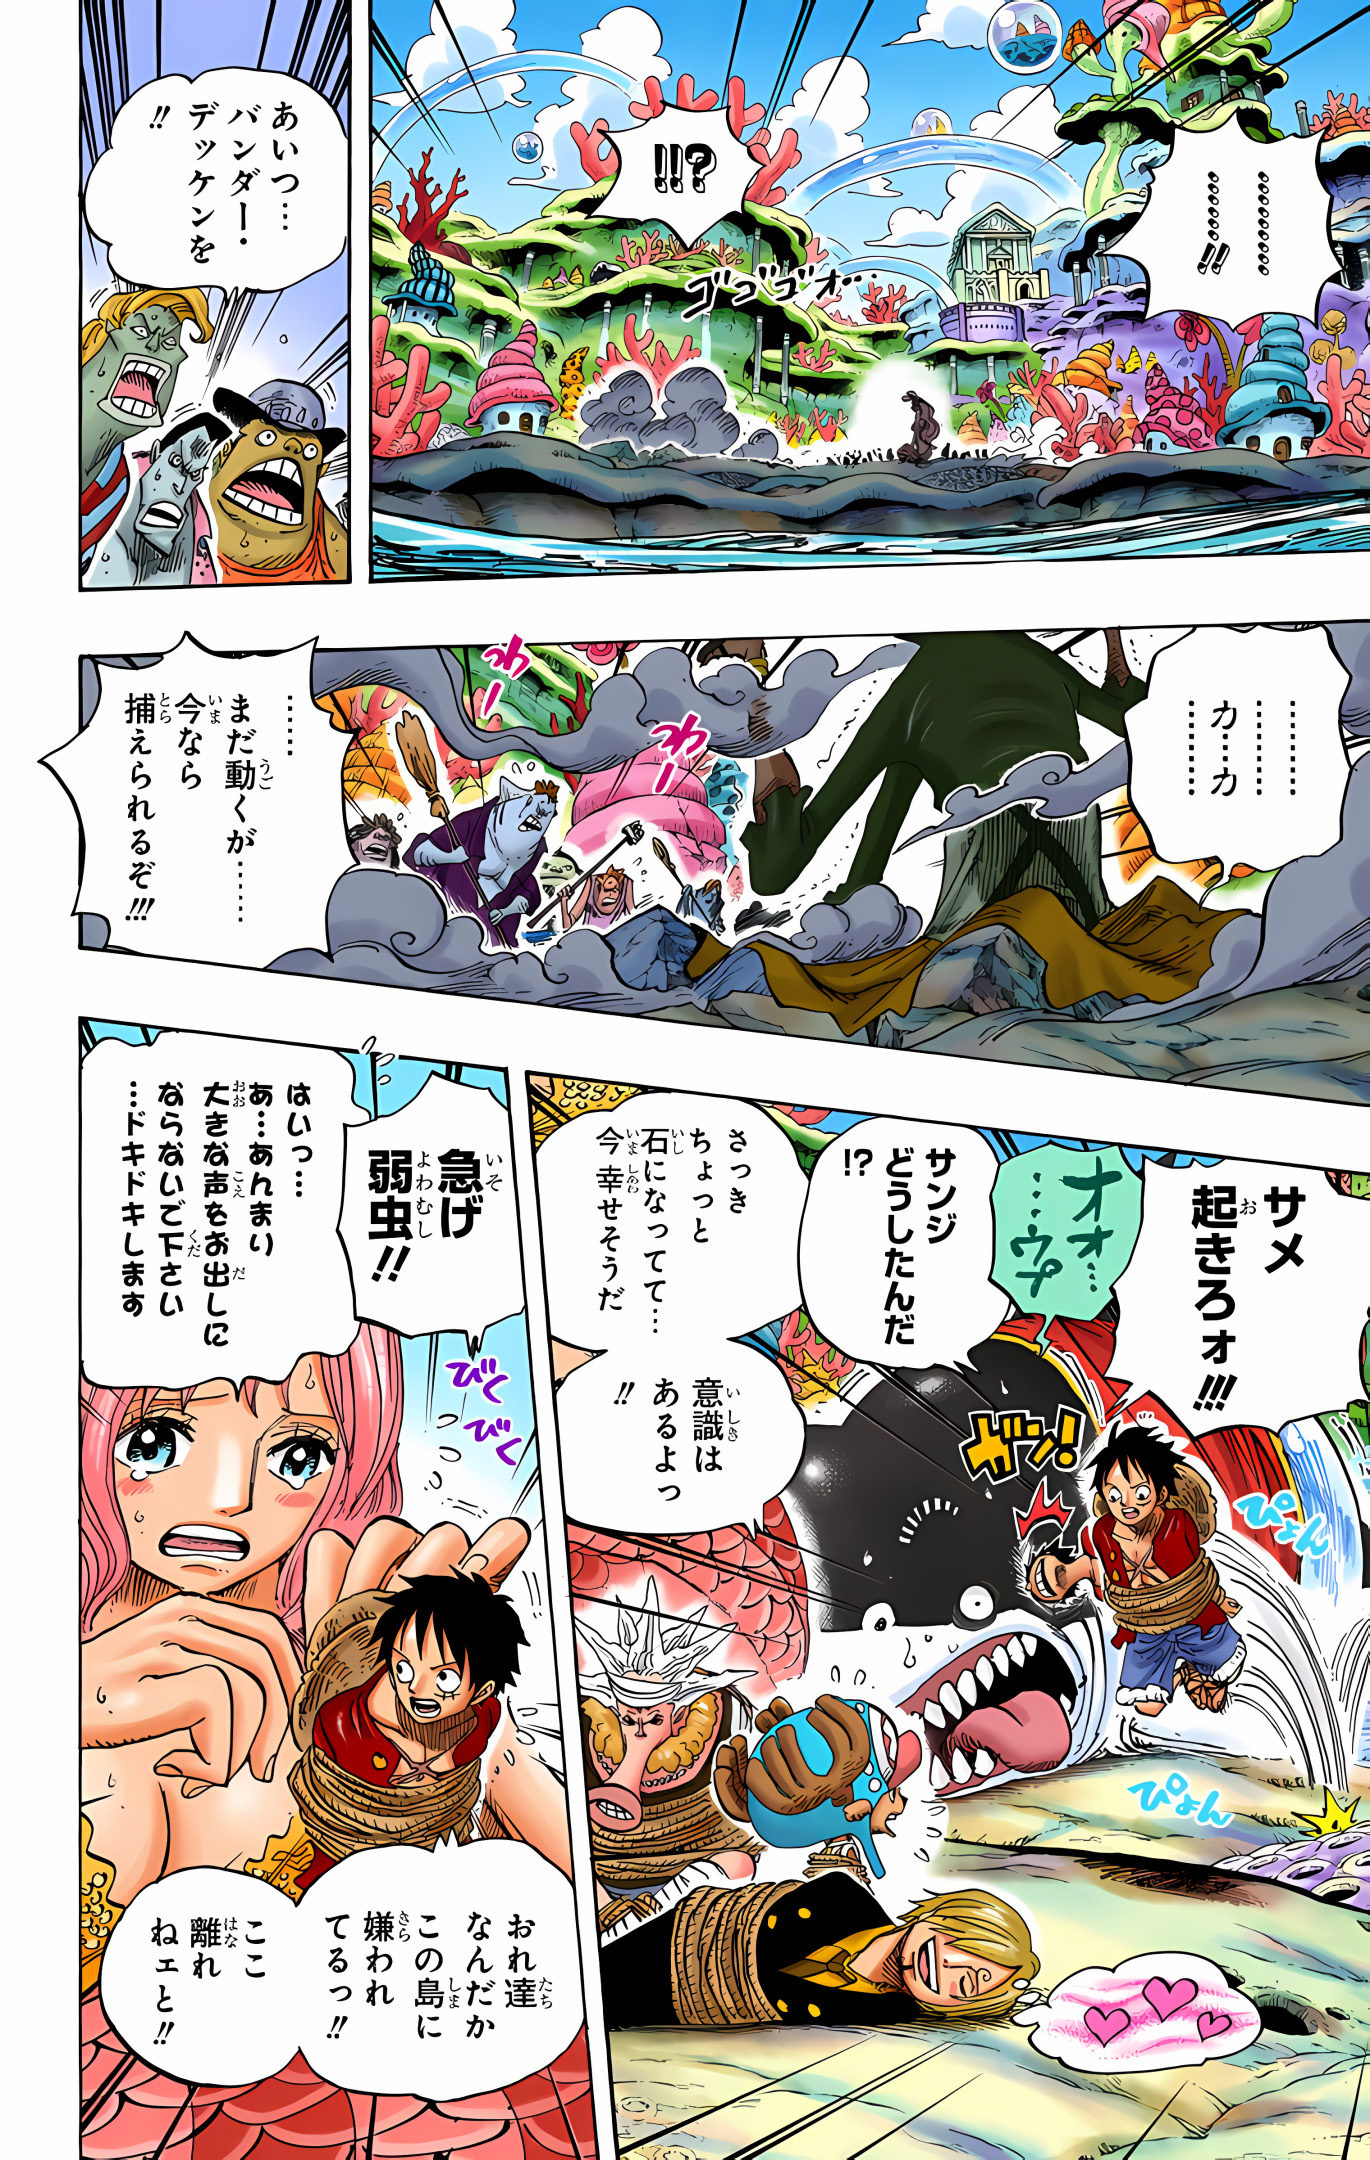 …………
……!!
!!?
ゴゴゴゴォ…
あいつ…
バンダー・
デッケンを
!!
………
………
カ…カ
………
わー
わー
……
まだ動くが……
今なら
捕えられるぞ!!!
サメ
起きろォ!!!
オオ…
…ウプ
サンジ
どうしたんだ
!?
さっき
ちょっと
石になってて…
今幸せそうだ
意識は
あるよっ
!!
ガン!
ぴょん
ぴょん
急げ
弱虫!!
はいっ…
あ…あんまり
大きな声をお出しに
ならないで下さい
…ドキドキします
びく
びく
おれ達
なんだか
この島に
嫌われ
てるっ!!
ここ
離れ
ねェと!!